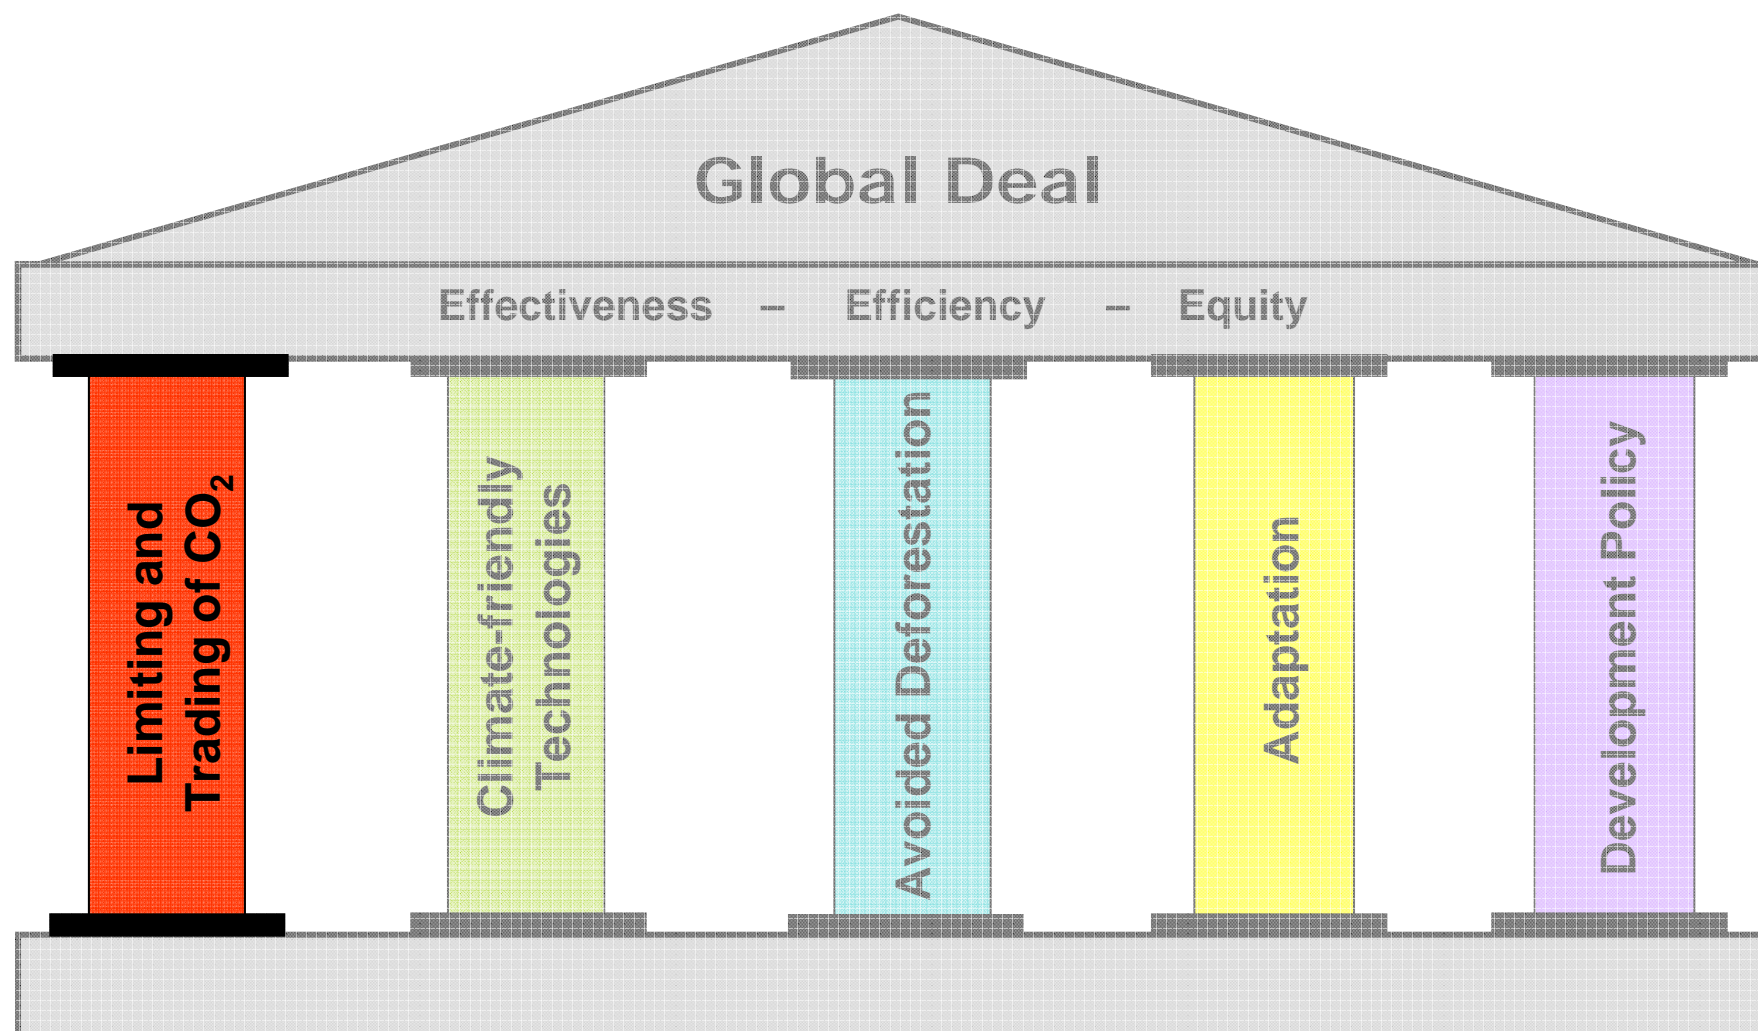 Global Deal
Effectiveness – Efficiency – Equity
Limiting and
Trading of CO₂
Climate-friendly
Technologies
Avoided Deforestation
Adaptation
Development Policy